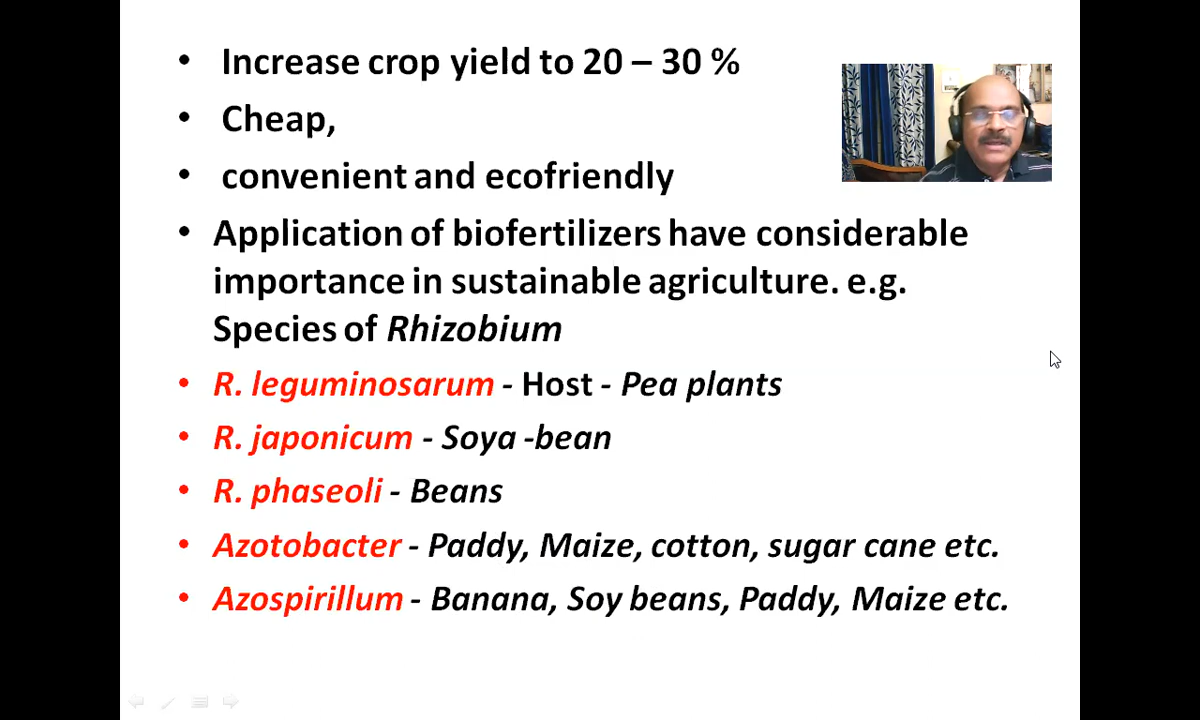 • Increase crop yield to 20 – 30 %
• Cheap,
• convenient and ecofriendly
• Application of biofertilizers have considerable
importance in sustainable agriculture. e.g.
Species of Rhizobium
• R. leguminosarum - Host - Pea plants
• R. japonicum - Soya -bean
• R. phaseoli - Beans
• Azotobacter - Paddy, Maize, cotton, sugar cane etc.
• Azospirillum - Banana, Soy beans, Paddy, Maize etc.